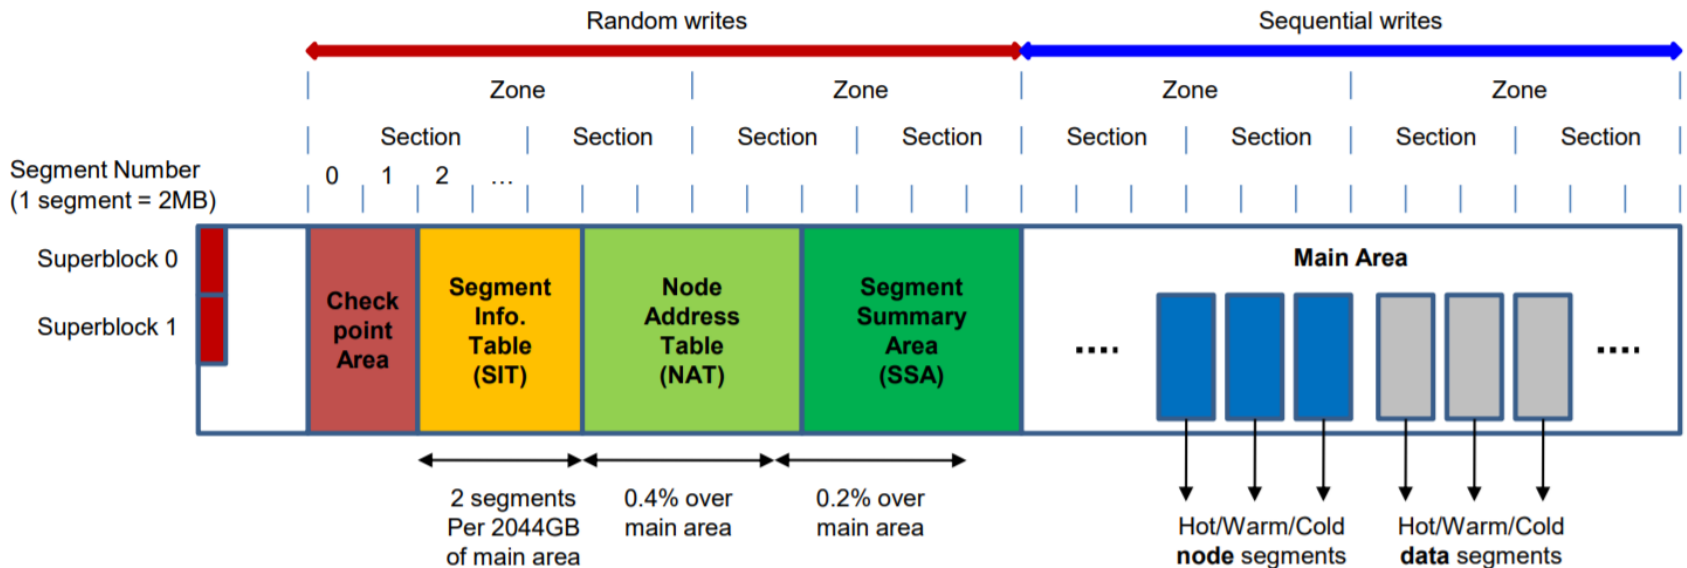 Random writes
Sequential writes
Zone
Zone
Zone
Zone
Section
Section
Section
Section
Section
Section
Section
Section
Segment Number
(1 segment = 2MB)
0
1
2
...
Superblock 0
Superblock 1
Check
point
Area
Segment
Info.
Table
(SIT)
Node
Address
Table
(NAT)
Segment
Summary
Area
(SSA)
Main Area
....
....
2 segments
Per 2044GB
of main area
0.4% over
main area
0.2% over
main area
Hot/Warm/Cold
node segments
Hot/Warm/Cold
data segments